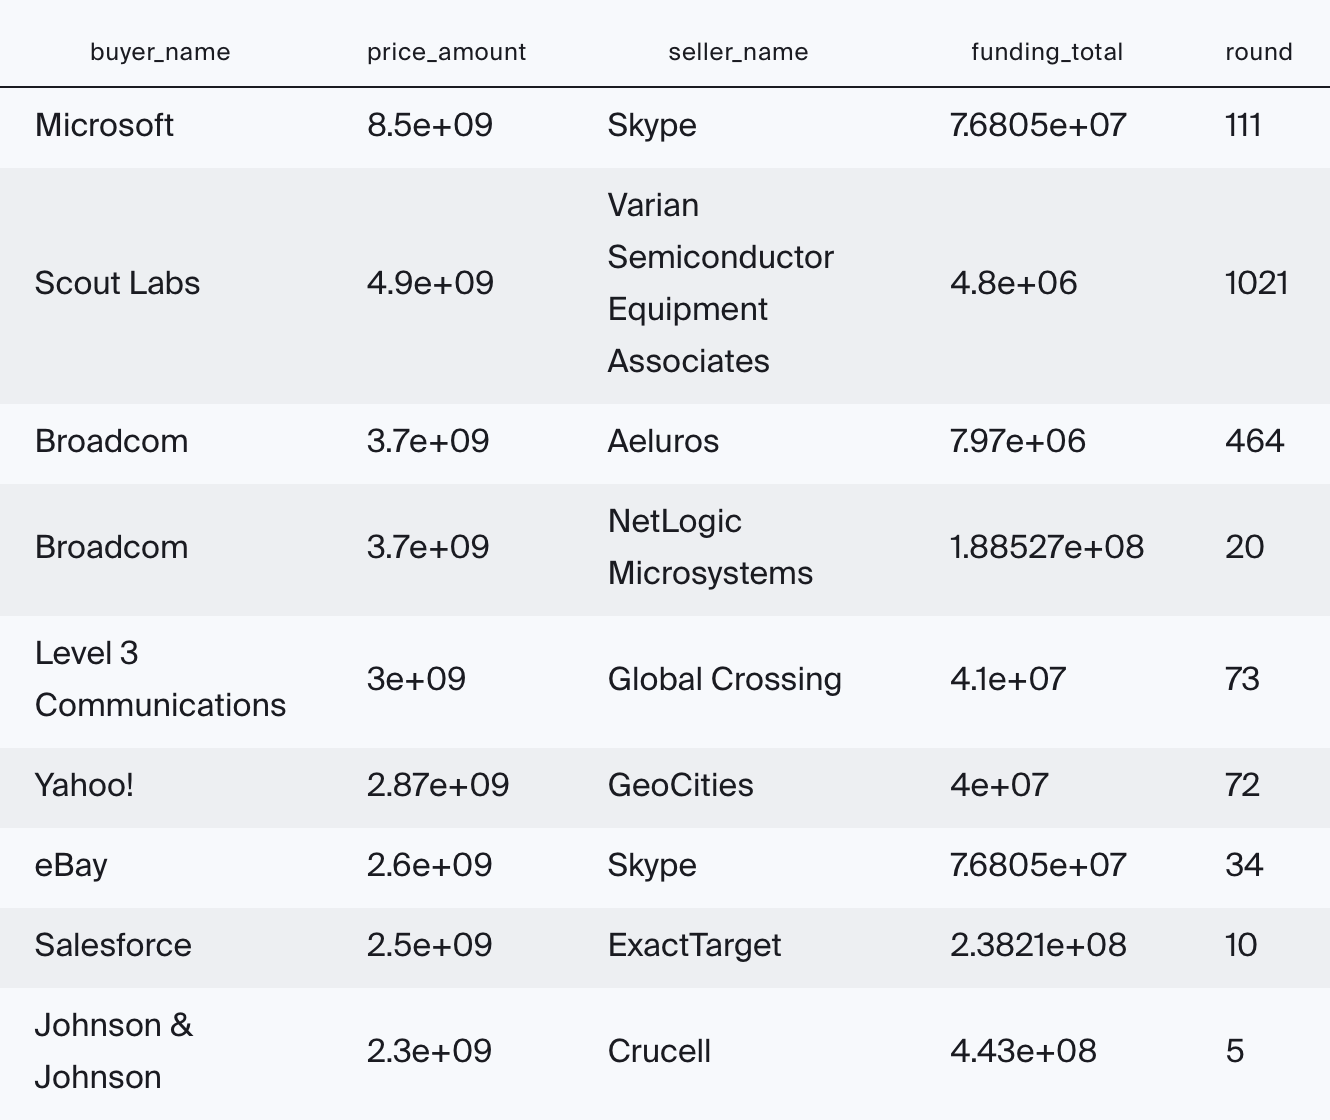 buyer_name price_amount seller_name funding_total round
Microsoft 8.5e+09 Skype 7.6805e+07 111
Scout Labs 4.9e+09 Varian Semiconductor Equipment Associates 4.8e+06 1021
Broadcom 3.7e+09 Aeluros 7.97e+06 464
Broadcom 3.7e+09 NetLogic Microsystems 1.88527e+08 20
Level 3 Communications 3e+09 Global Crossing 4.1e+07 73
Yahoo! 2.87e+09 GeoCities 4e+07 72
eBay 2.6e+09 Skype 7.6805e+07 34
Salesforce 2.5e+09 ExactTarget 2.3821e+08 10
Johnson & Johnson 2.3e+09 Crucell 4.43e+08 5